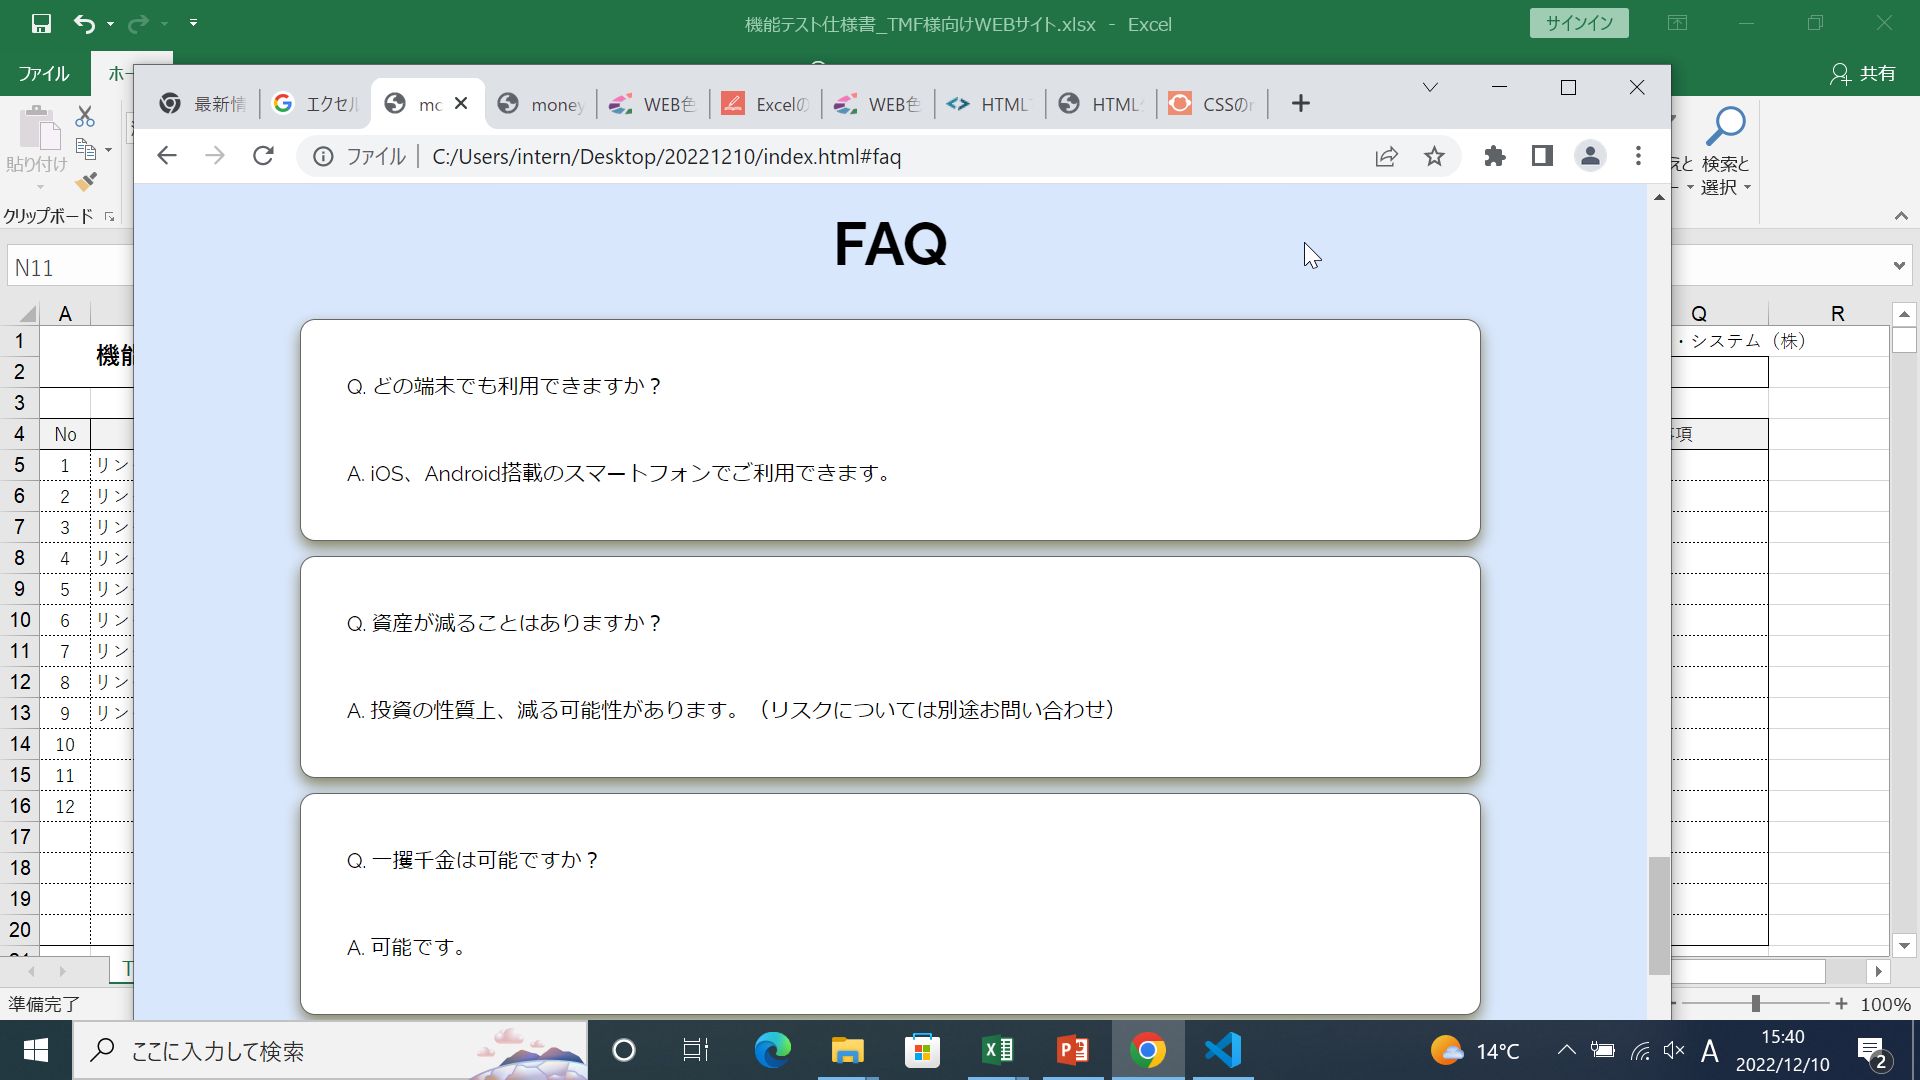 機能テスト仕様書_TMF様向けWEBサイト.xlsx - Excel
サインイン
ファイル
ホー
共有
最新情
エクセル
mc
money
WEB色
Excelの
WEB色
HTML
HTML
CSSの
ファイル
C:/Users/intern/Desktop/20221210/index.html#faq
貼り付け
クリップボード
えと
検索と
選択
N11
A
Q
R
1
機能
・システム（株）
2
3
4
No
項
5
1
リン
6
2
リン
7
3
リン
8
4
リン
9
5
リン
10
6
リン
11
7
リン
12
8
リン
13
9
リン
14
10
15
11
16
12
17
18
19
20
FAQ
Q. どの端末でも利用できますか？
A. iOS、Android搭載のスマートフォンでご利用できます。
Q. 資産が減ることはありますか？
A. 投資の性質上、減る可能性があります。（リスクについては別途お問い合わせ）
Q. 一攫千金は可能ですか？
A. 可能です。
T
準備完了
100%
ここに入力して検索
14°C
A
15:40
2022/12/10
2